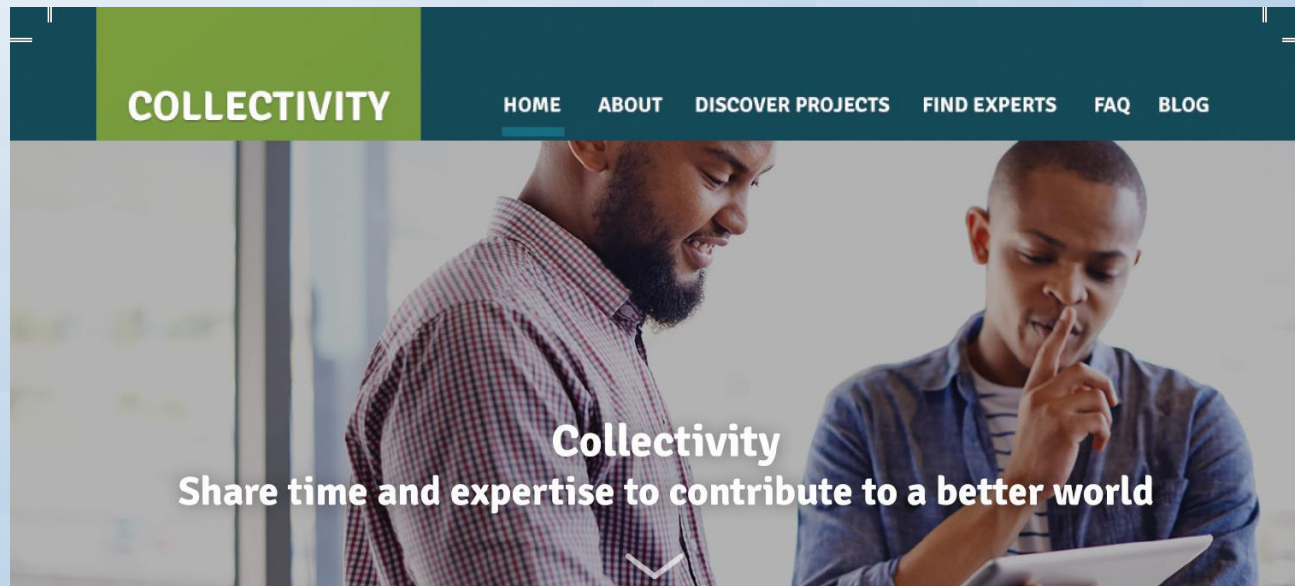 COLLECTIVITY
HOME ABOUT DISCOVER PROJECTS FIND EXPERTS FAQ BLOG
Collectivity
Share time and expertise to contribute to a better world